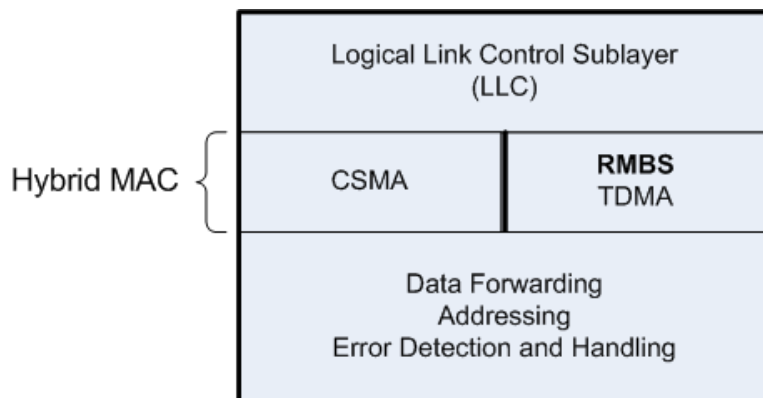 Logical Link Control Sublayer
(LLC)
Hybrid MAC
CSMA
RMBS
TDMA
Data Forwarding
Addressing
Error Detection and Handling